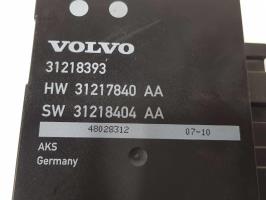 VOLVO
31218393
HW 31217840 AA
SW 31218404 AA
48028312 07-10
AKS
Germany